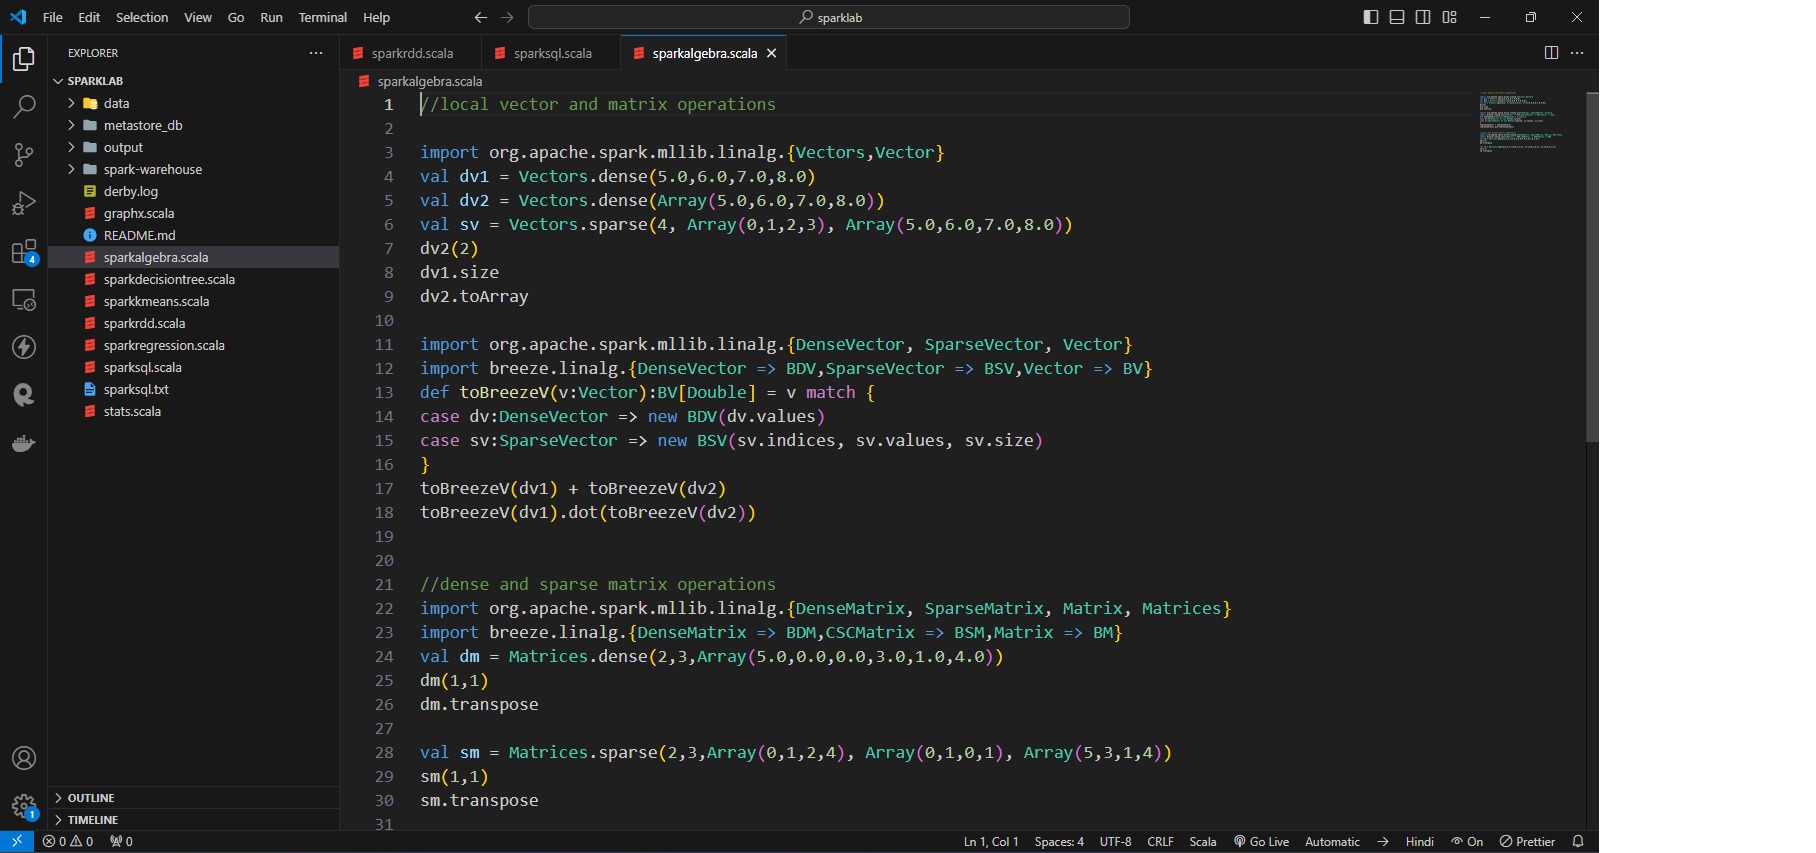 File Edit Selection View Go Run Terminal Help
sparklab
EXPLORER
SPARKLAB
data
metastore_db
output
spark-warehouse
derby.log
graphx.scala
README.md
sparkalgebra.scala
sparkdecisiontree.scala
sparkkmeans.scala
sparkrdd.scala
sparkregression.scala
sparksql.scala
sparksql.txt
stats.scala
OUTLINE
TIMELINE
4
1
sparkrdd.scala sparksql.scala sparkalgebra.scala
sparkalgebra.scala
1 //local vector and matrix operations
2
3 import org.apache.spark.mllib.linalg.{Vectors,Vector}
4 val dv1 = Vectors.dense(5.0,6.0,7.0,8.0)
5 val dv2 = Vectors.dense(Array(5.0,6.0,7.0,8.0))
6 val sv = Vectors.sparse(4, Array(0,1,2,3), Array(5.0,6.0,7.0,8.0))
7 dv2(2)
8 dv1.size
9 dv2.toArray
10
11 import org.apache.spark.mllib.linalg.{DenseVector, SparseVector, Vector}
12 import breeze.linalg.{DenseVector => BDV,SparseVector => BSV,Vector => BV}
13 def toBreezeV(v:Vector):BV[Double] = v match {
14 case dv:DenseVector => new BDV(dv.values)
15 case sv:SparseVector => new BSV(sv.indices, sv.values, sv.size)
16 }
17 toBreezeV(dv1) + toBreezeV(dv2)
18 toBreezeV(dv1).dot(toBreezeV(dv2))
19
20
21 //dense and sparse matrix operations
22 import org.apache.spark.mllib.linalg.{DenseMatrix, SparseMatrix, Matrix, Matrices}
23 import breeze.linalg.{DenseMatrix => BDM,CSCMatrix => BSM,Matrix => BM}
24 val dm = Matrices.dense(2,3,Array(5.0,0.0,0.0,3.0,1.0,4.0))
25 dm(1,1)
26 dm.transpose
27
28 val sm = Matrices.sparse(2,3,Array(0,1,2,4), Array(0,1,0,1), Array(5,3,1,4))
29 sm(1,1)
30 sm.transpose
31
0 0 0 Ln 1, Col 1 Spaces: 4 UTF-8 CRLF Scala Go Live Automatic → Hindi On Prettier